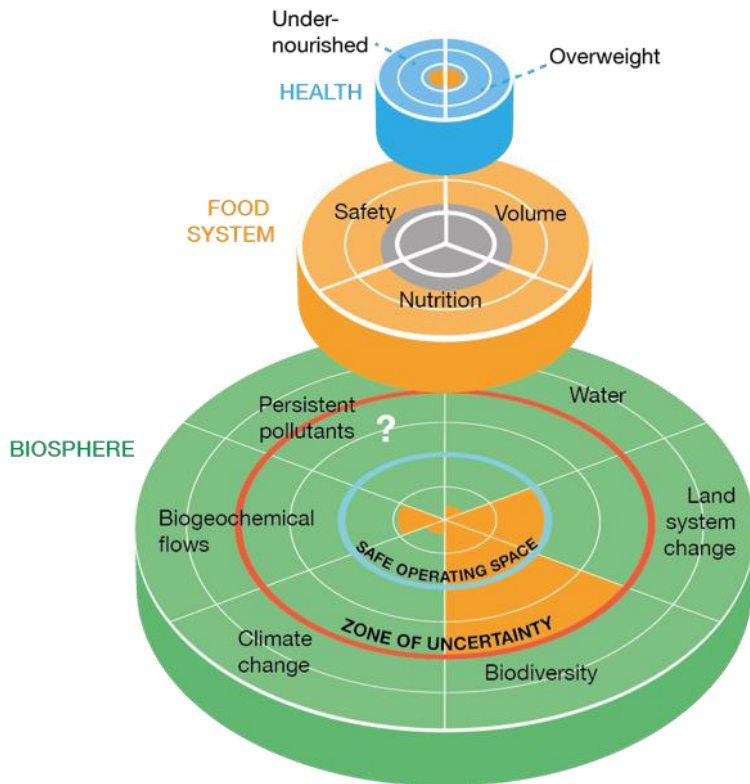 Under-
nourished
Overweight
HEALTH
FOOD
SYSTEM
Safety
Volume
Nutrition
BIOSPHERE
Persistent
pollutants
?
Water
Biogeochemical
flows
Land
system
change
SAFE OPERATING SPACE
ZONE OF UNCERTAINTY
Climate
change
Biodiversity